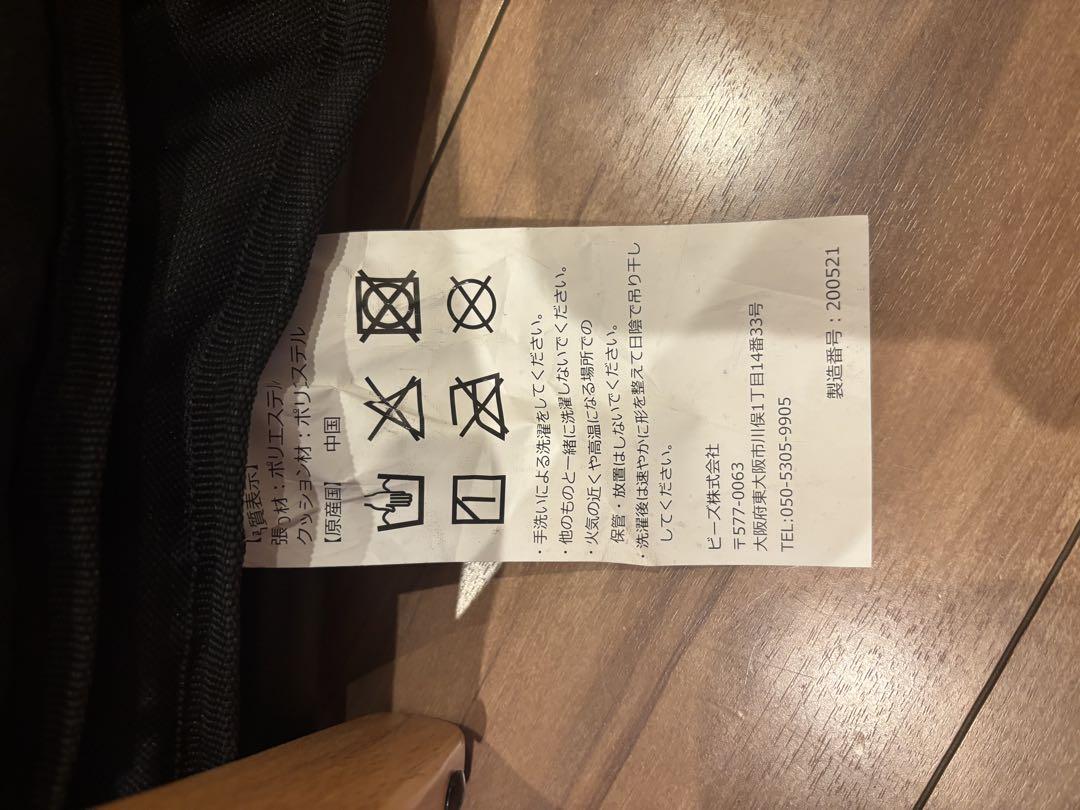 【品質表示】
張り材：ポリエステル
クッション材：ポリエステル
【原産国】 中国
・手洗いによる洗濯をしてください。
・他のものと一緒に洗濯しないでください。
・火気の近くや高温になる場所での
保管・放置はしないでください。
・洗濯後は速やかに形を整えて日陰で吊り干し
してください。
ビーズ株式会社
〒577-0063
大阪府東大阪市川俣1丁目14番33号
TEL:050-5305-9905
製造番号：200521